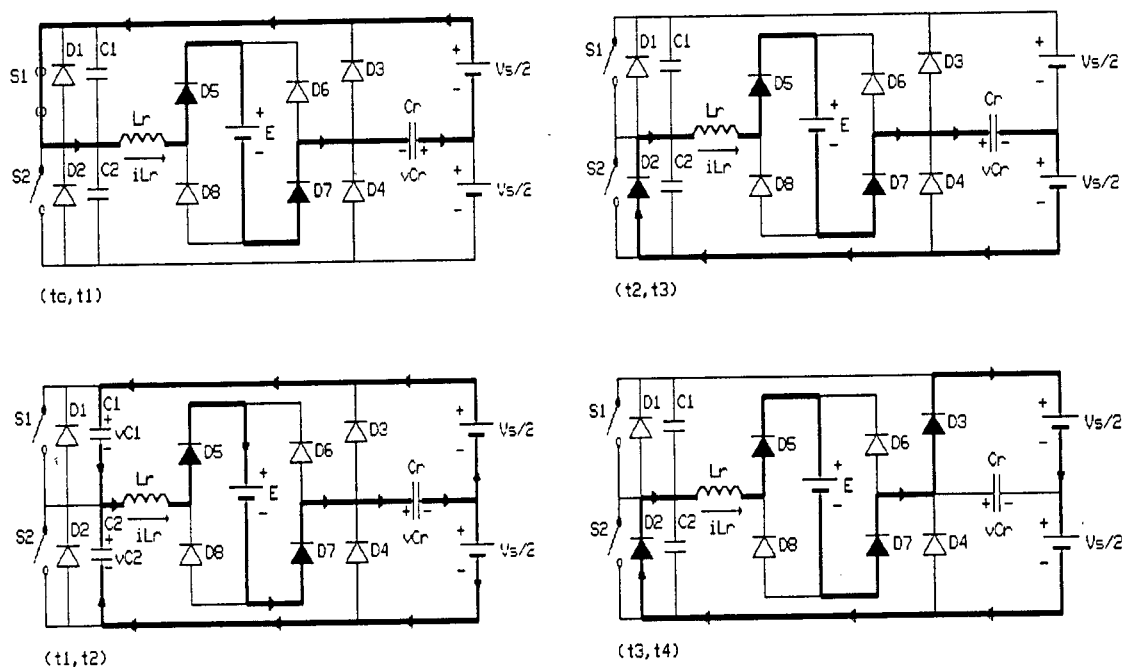 S1 D1 C1
D5 D6 D3
+ Vs/2 -
Lr
iLr
+ E -
Cr
- +
vCr
S2 D2 C2
D8 D7 D4
+ Vs/2 -
(to,t1)
S1 D1 C1
D5 D6 D3
+ Vs/2 -
Lr
iLr
+ E -
Cr
+ -
vCr
S2 D2 C2
D8 D7 D4
+ Vs/2 -
(t2,t3)
S1 D1 C1
+ vC1
D5 D6 D3
+ Vs/2 -
Lr
iLr
+ E -
Cr
+ -
vCr
S2 D2 C2
+ vC2 -
D8 D7 D4
+ Vs/2 -
(t1,t2)
S1 D1 C1
D5 D6 D3
+ Vs/2 -
Lr
iLr
+ E -
Cr
+ -
vCr
S2 D2 C2
D8 D7 D4
+ Vs/2 -
(t3,t4)